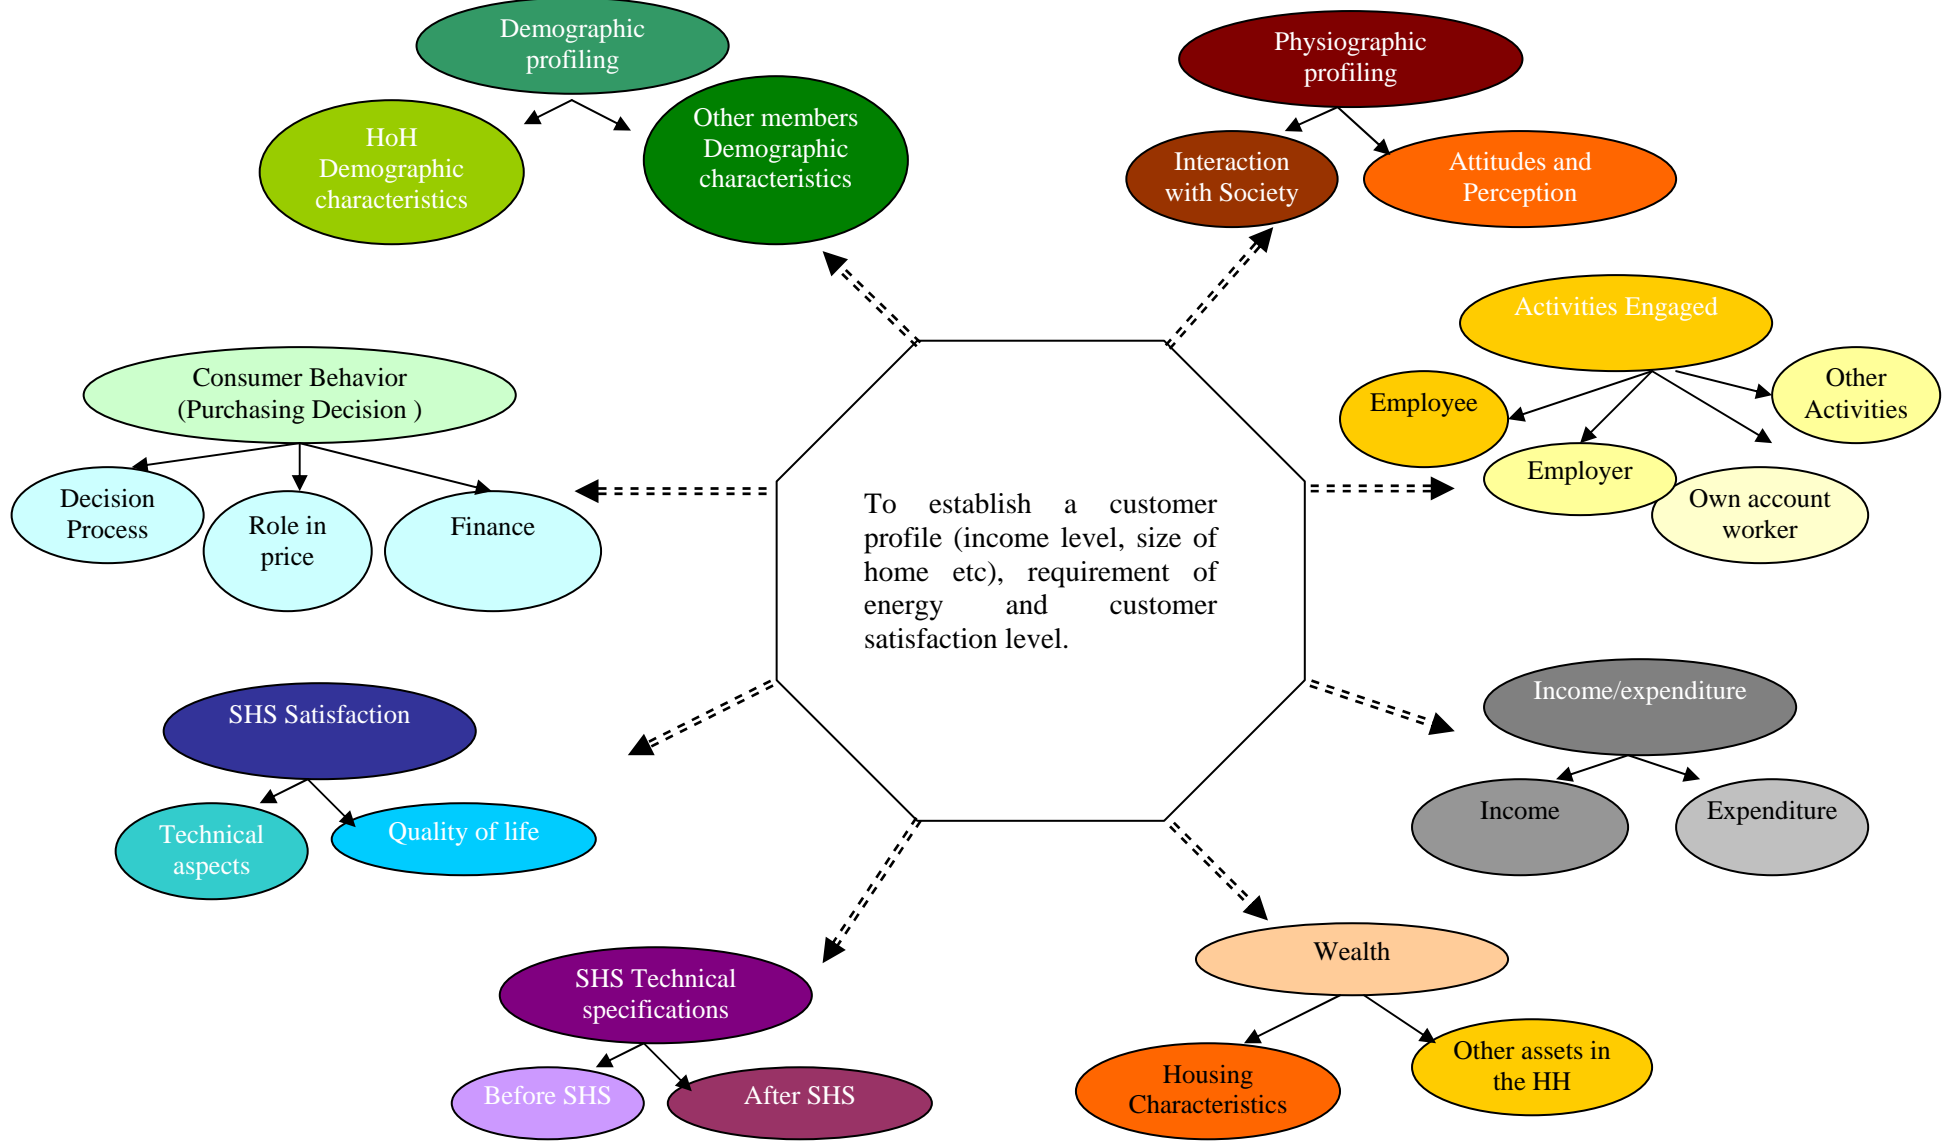 Demographic
profiling
HoH
Demographic
characteristics
Other members
Demographic
characteristics
Physiographic
profiling
Interaction
with Society
Attitudes and
Perception
Activities Engaged
Employee
Employer
Own account
worker
Other
Activities
Consumer Behavior
(Purchasing Decision )
Decision
Process
Role in
price
Finance
To establish a customer
profile (income level, size of
home etc), requirement of
energy and customer
satisfaction level.
SHS Satisfaction
Technical
aspects
Quality of life
Income/expenditure
Income
Expenditure
SHS Technical
specifications
Before SHS
After SHS
Wealth
Housing
Characteristics
Other assets in
the HH